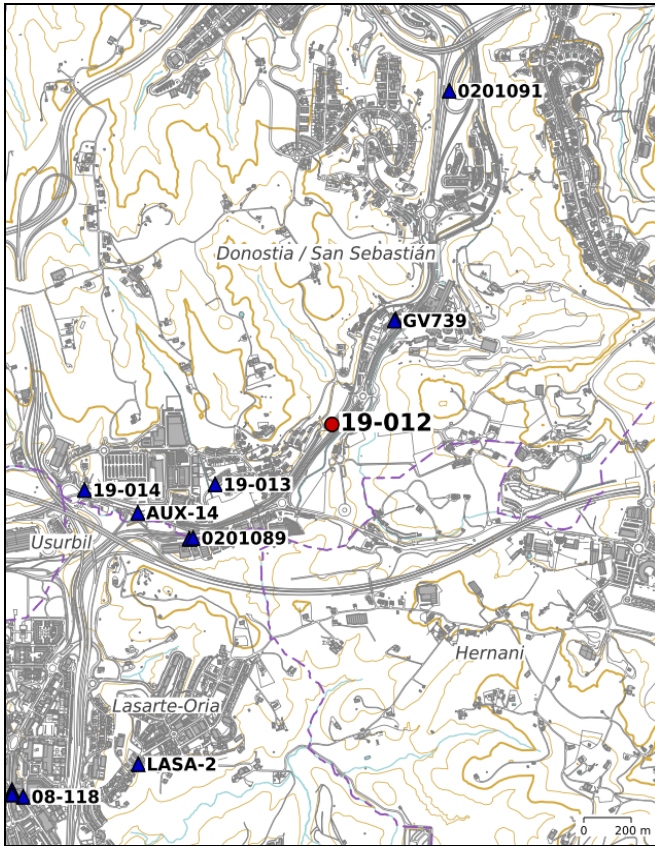 0201091
Donostia / San Sebastián
GV739
19-012
19-014
19-013
AUX-14
0201089
Usurbil
Hernani
Lasarte-Oria
LASA-2
08-118
0 200 m